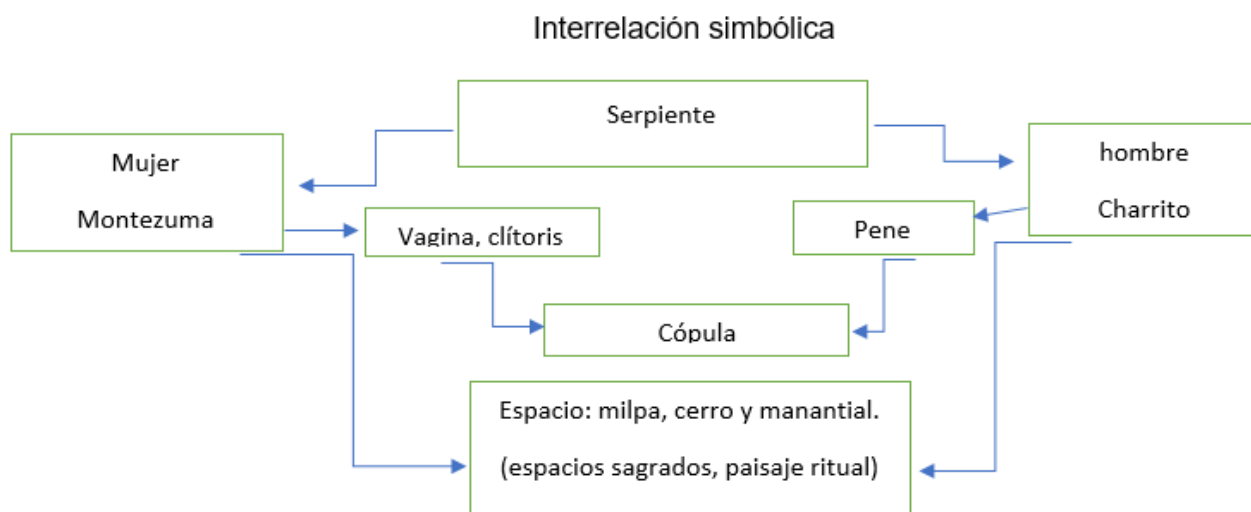 Interrelación simbólica
Serpiente
Mujer
Montezuma
hombre
Charrito
Vagina, clítoris
Pene
Cópula
Espacio: milpa, cerro y manantial.
(espacios sagrados, paisaje ritual)